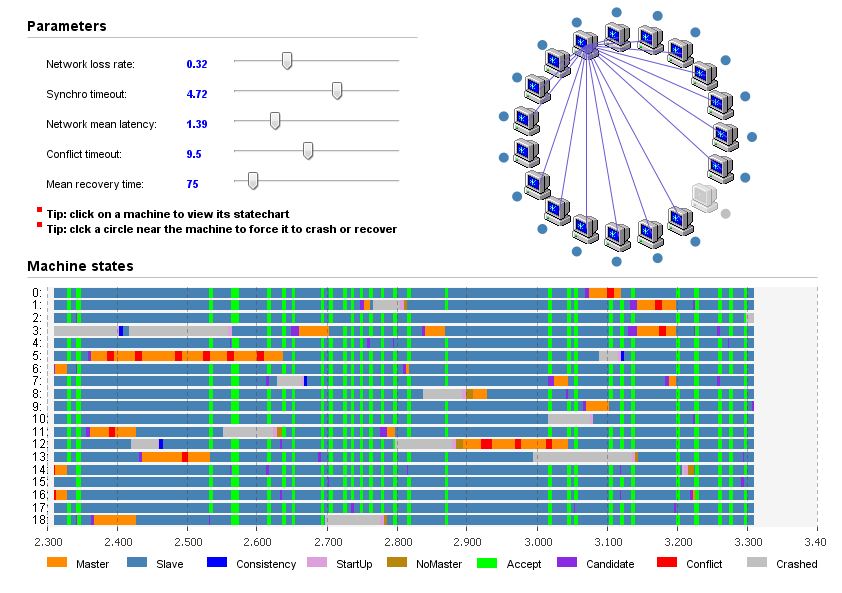 Parameters
Network loss rate: 0.32
Synchro timeout: 4.72
Network mean latency: 1.39
Conflict timeout: 9.5
Mean recovery time: 75
Tip: click on a machine to view its statechart
Tip: clcka circle near the machine to force it to crash or recover
Machine states
0:
1:
2:
3:
4:
5:
6:
7:
8:
9:
10:
11:
12:
13:
14:
15:
16:
17:
18:
2.300 2.400 2.500 2.600 2.700 2.800 2.900 3.000 3.100 3.200 3.300 3.40
Master Slave Consistency StartUp NoMaster Accept Candidate Conflict Crashed